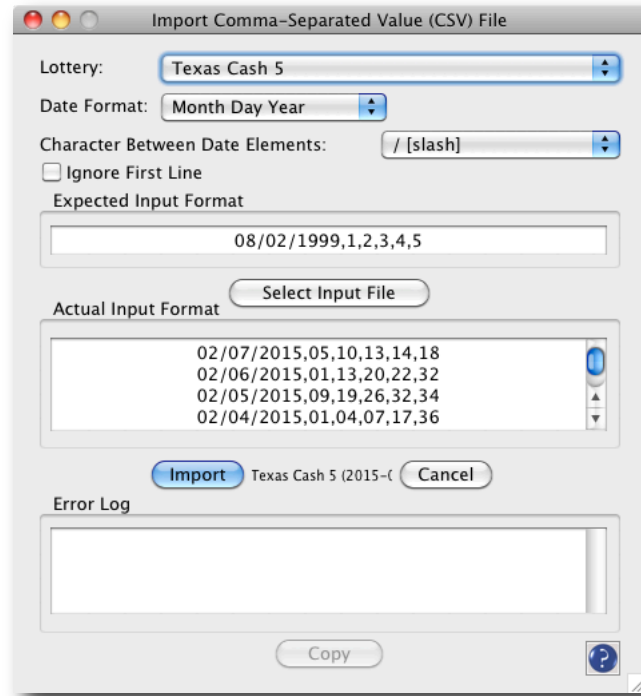 Import Comma-Separated Value (CSV) File
Lottery: Texas Cash 5
Date Format: Month Day Year
Character Between Date Elements: / [slash]
Ignore First Line
Expected Input Format
08/02/1999,1,2,3,4,5
Select Input File
Actual Input Format
02/07/2015,05,10,13,14,18
02/06/2015,01,13,20,22,32
02/05/2015,09,19,26,32,34
02/04/2015,01,04,07,17,36
Import Texas Cash 5 (2015-( Cancel
Error Log
Copy
?